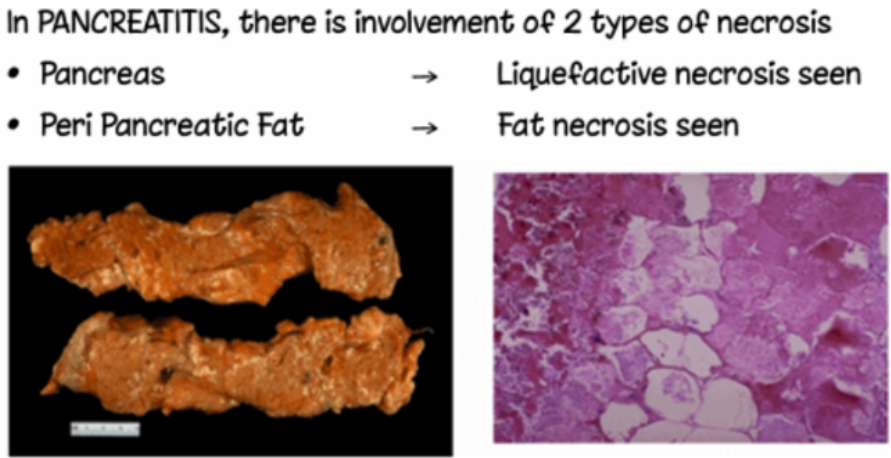 In PANCREATITIS, there is involvement of 2 types of necrosis
• Pancreas → Liquefactive necrosis seen
• Peri Pancreatic Fat → Fat necrosis seen